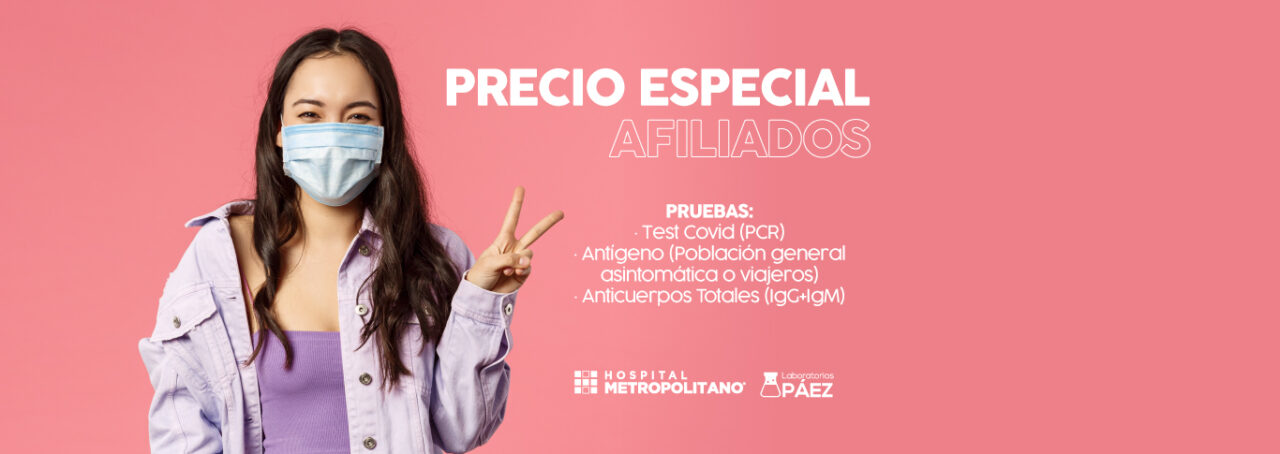 PRECIO ESPECIAL
AFILIADOS
PRUEBAS:
· Test Covid (PCR)
· Antígeno (Población general
asintomática o viajeros)
· Anticuerpos Totales (IgG+IgM)
HOSPITAL
METROPOLITANO
Laboratorios
PÁEZ